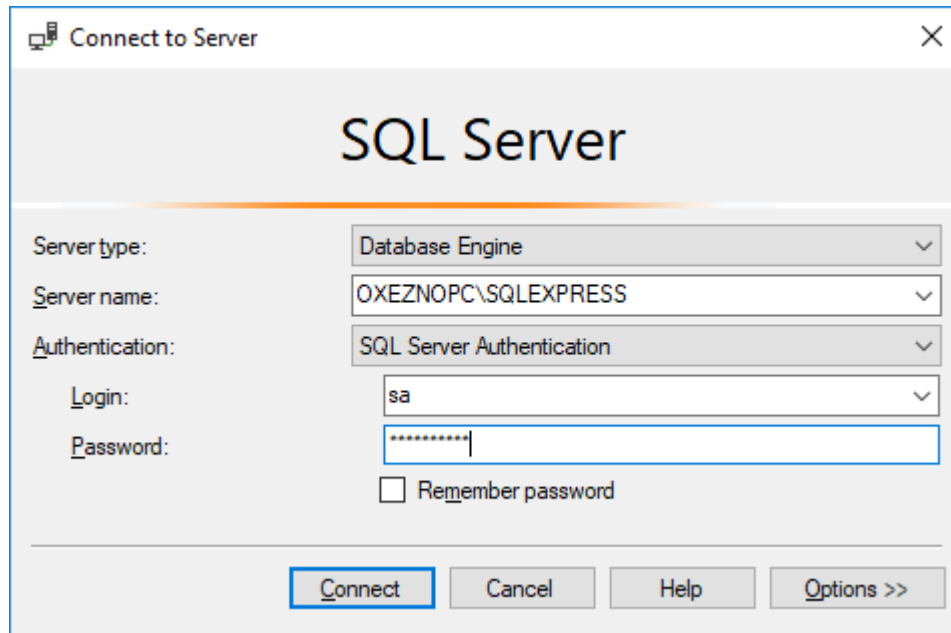 Connect to Server
SQL Server
Server type: Database Engine
Server name: OXEZNOPC\SQLEXPRESS
Authentication: SQL Server Authentication
Login: sa
Password: **********
Remember password
Connect Cancel Help Options >>